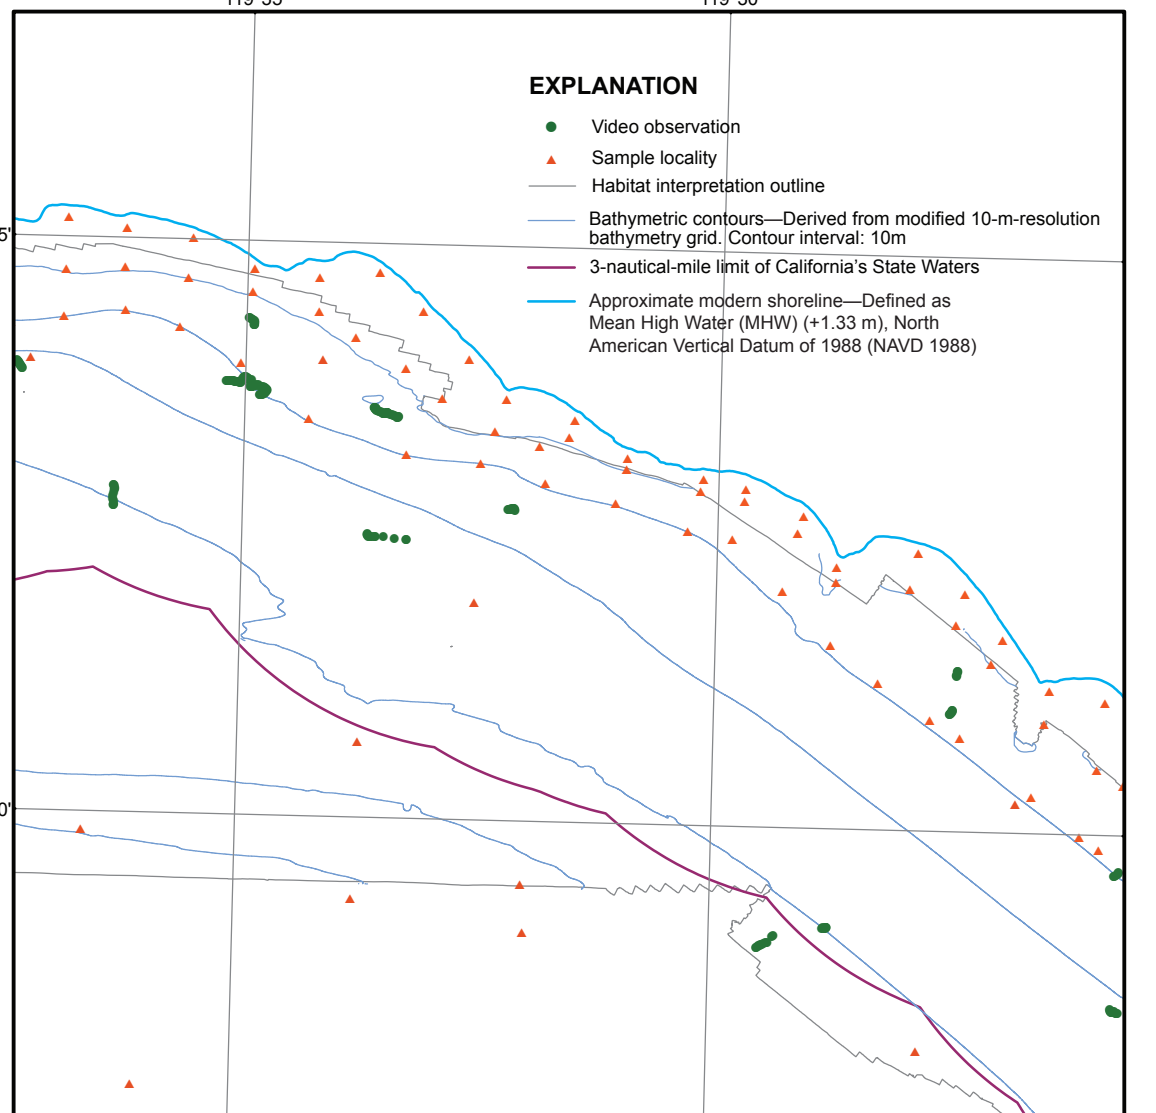 EXPLANATION
Video observation
Sample locality
Habitat interpretation outline
Bathymetric contours—Derived from modified 10-m-resolution
bathymetry grid. Contour interval: 10m
3-nautical-mile limit of California’s State Waters
Approximate modern shoreline—Defined as
Mean High Water (MHW) (+1.33 m), North
American Vertical Datum of 1988 (NAVD 1988)
5'
0'